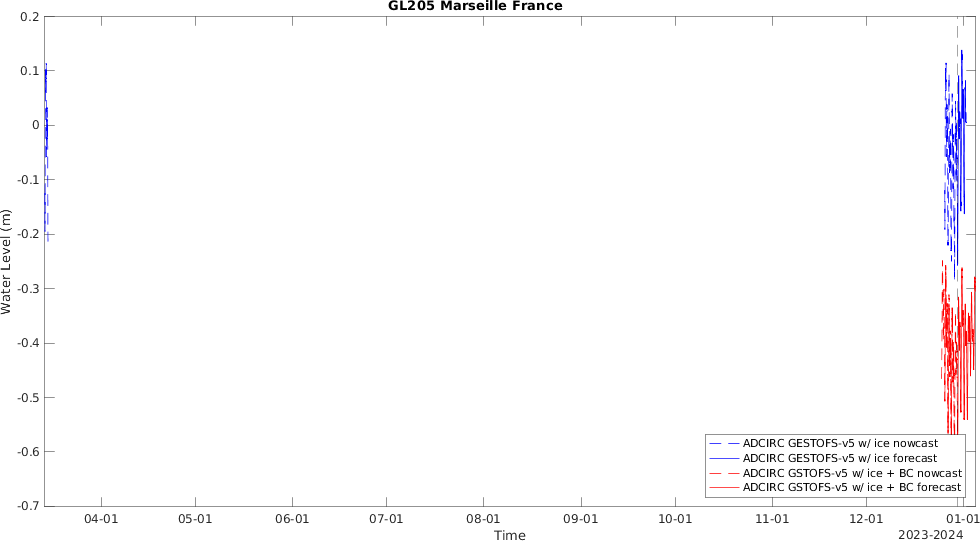 GL205 Marseille France
0.2
0.1
0
-0.1
-0.2
-0.3
-0.4
-0.5
-0.6
-0.7
Water Level (m)
ADCIRC GESTOFS-v5 w/ ice nowcast
ADCIRC GESTOFS-v5 w/ ice forecast
ADCIRC GSTOFS-v5 w/ ice + BC nowcast
ADCIRC GSTOFS-v5 w/ ice + BC forecast
04-01 05-01 06-01 07-01 08-01 09-01 10-01 11-01 12-01 01-01
Time
2023-2024